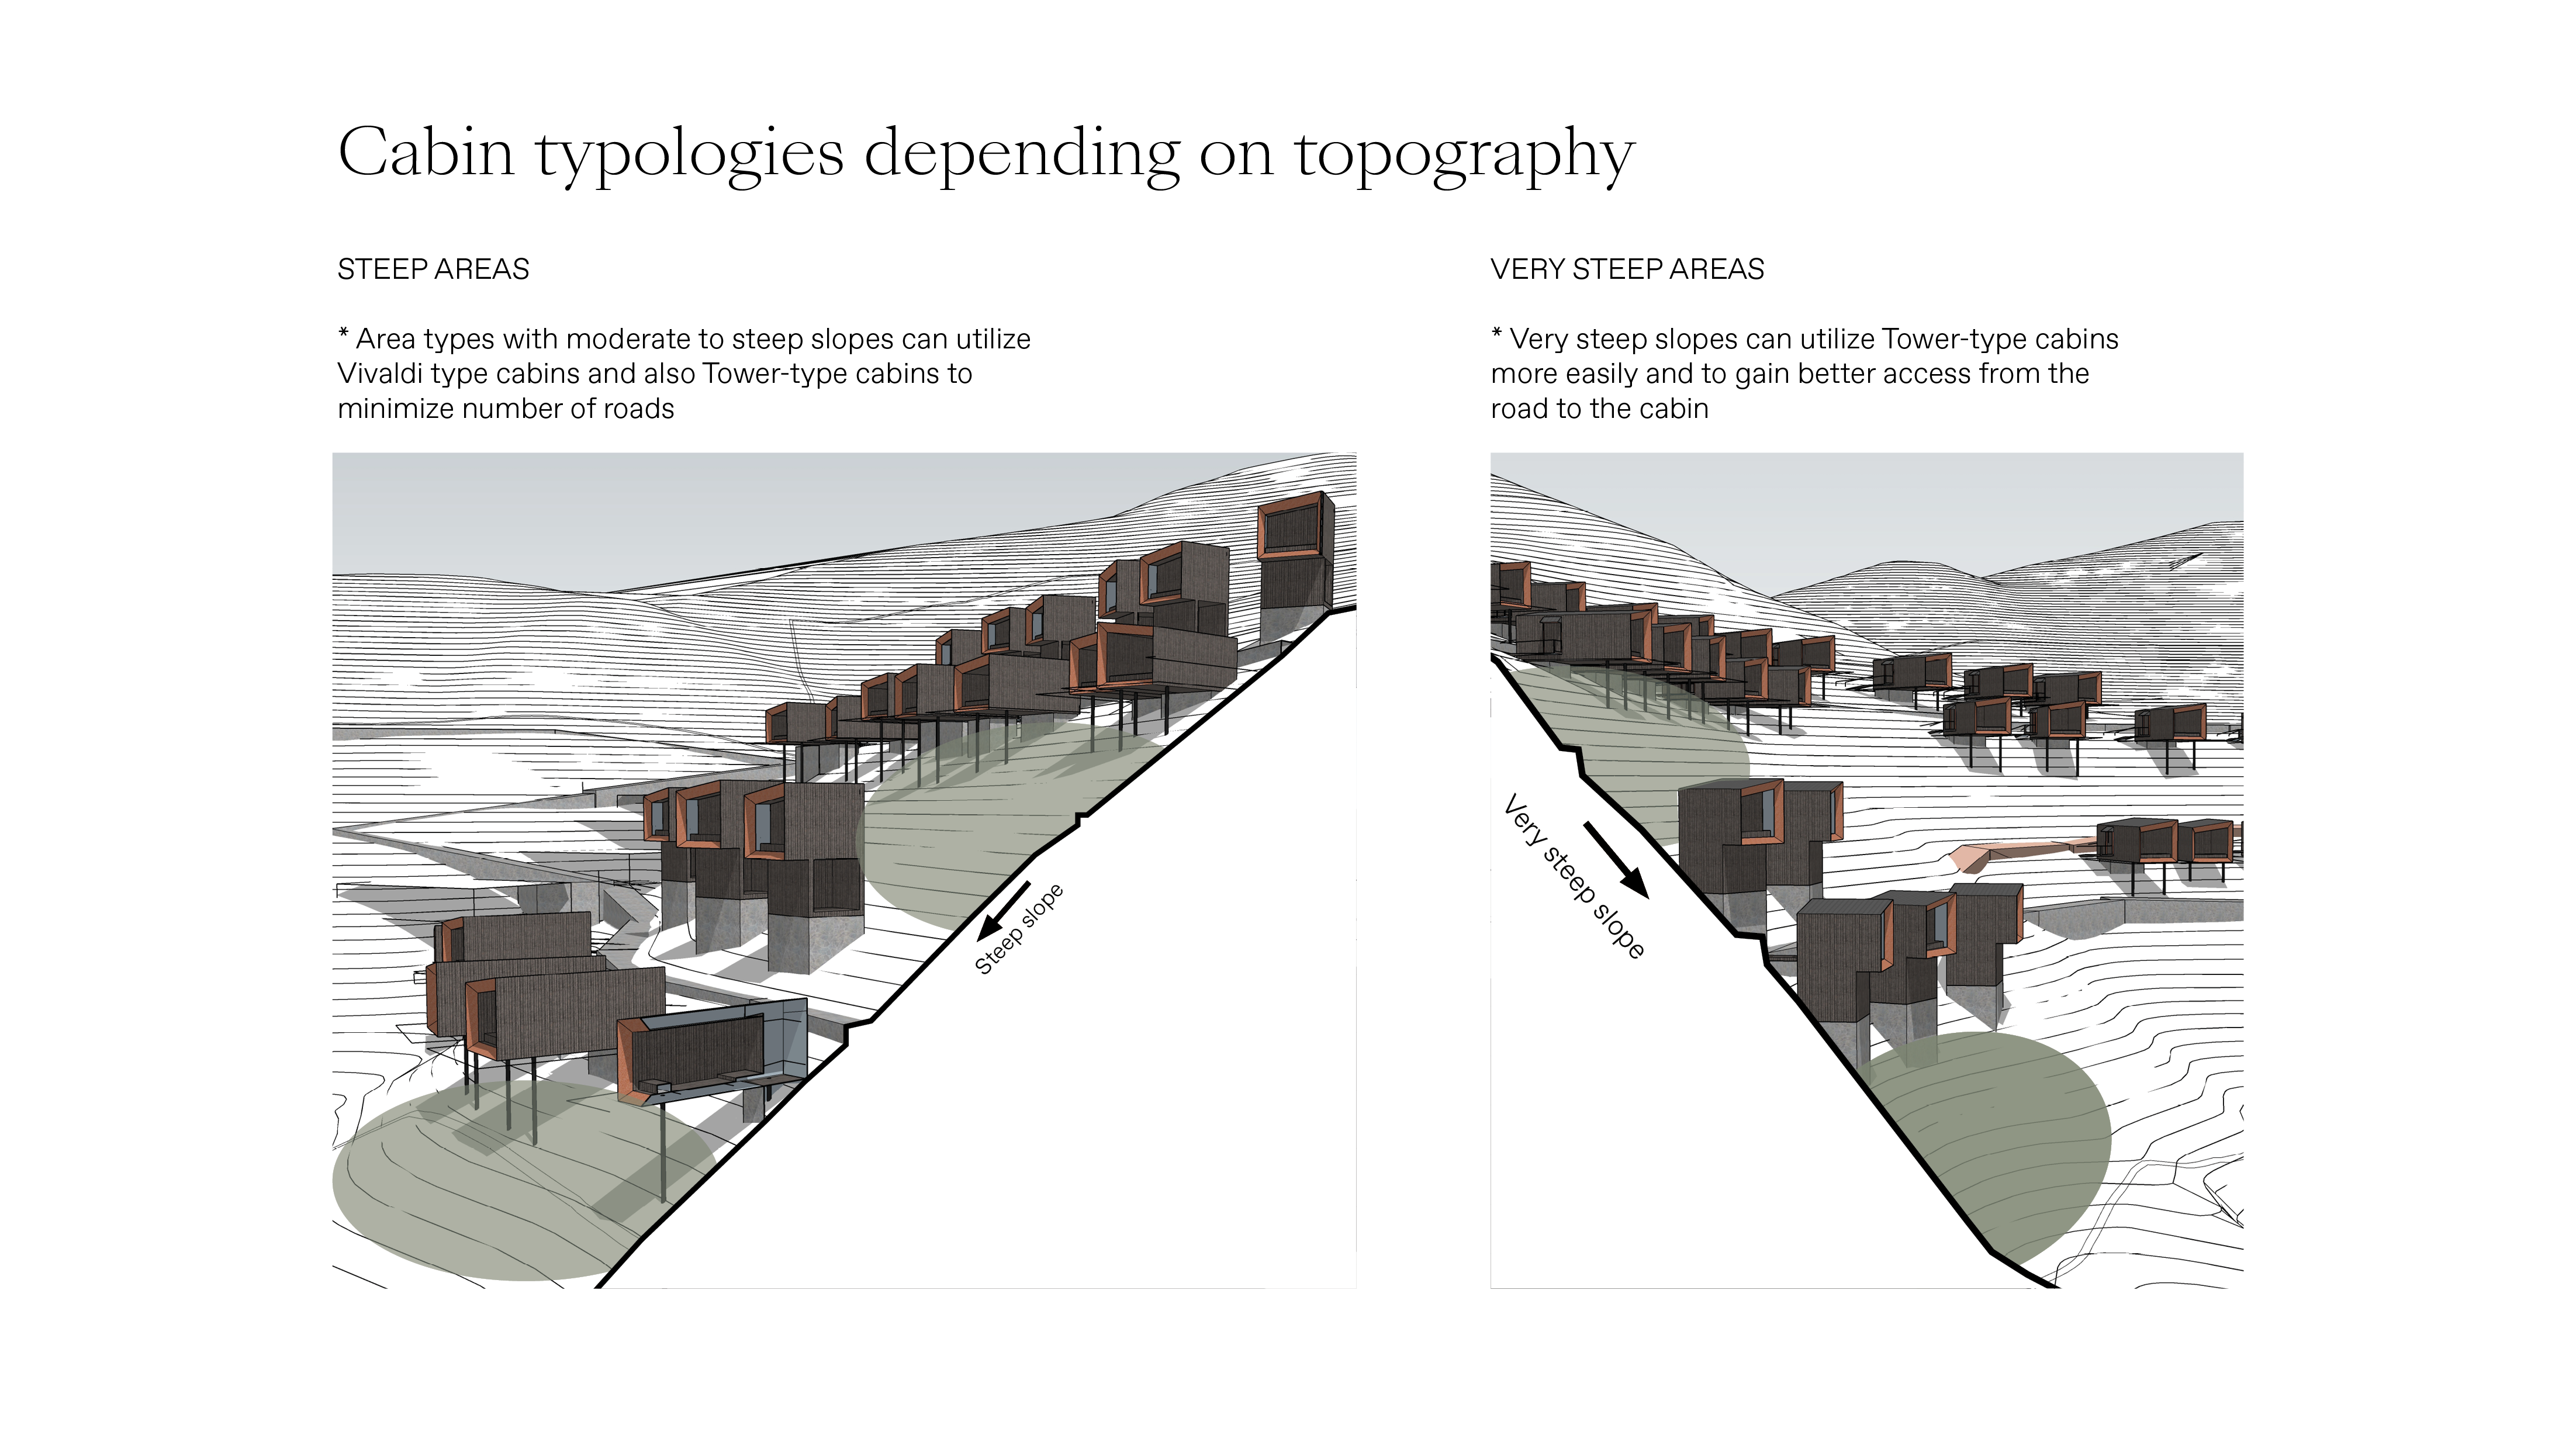 Cabin typologies depending on topography
STEEP AREAS
* Area types with moderate to steep slopes can utilize
Vivaldi type cabins and also Tower-type cabins to
minimize number of roads
Steep slope
VERY STEEP AREAS
* Very steep slopes can utilize Tower-type cabins
more easily and to gain better access from the
road to the cabin
Very steep slope